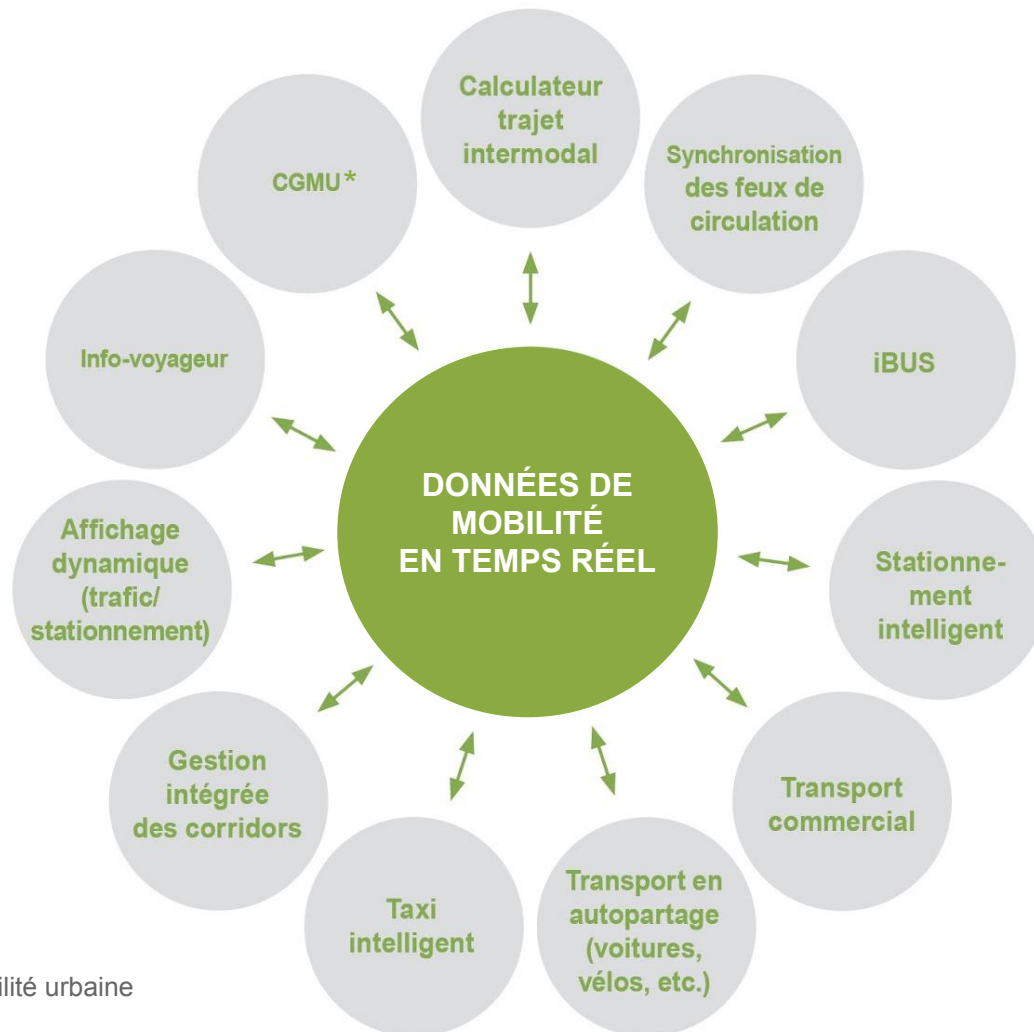 Calculateur
trajet
intermodal
Synchronisation
des feux de
circulation
CGMU*
iBUS
Info-voyageur
DONNÉES DE
MOBILITÉ
EN TEMPS RÉEL
Affichage
dynamique
(trafic/
stationnement)
Stationne-
ment
intelligent
Gestion
intégrée
des corridors
Transport
commercial
Taxi
intelligent
Transport en
autopartage
(voitures,
vélos, etc.)
ilité urbaine